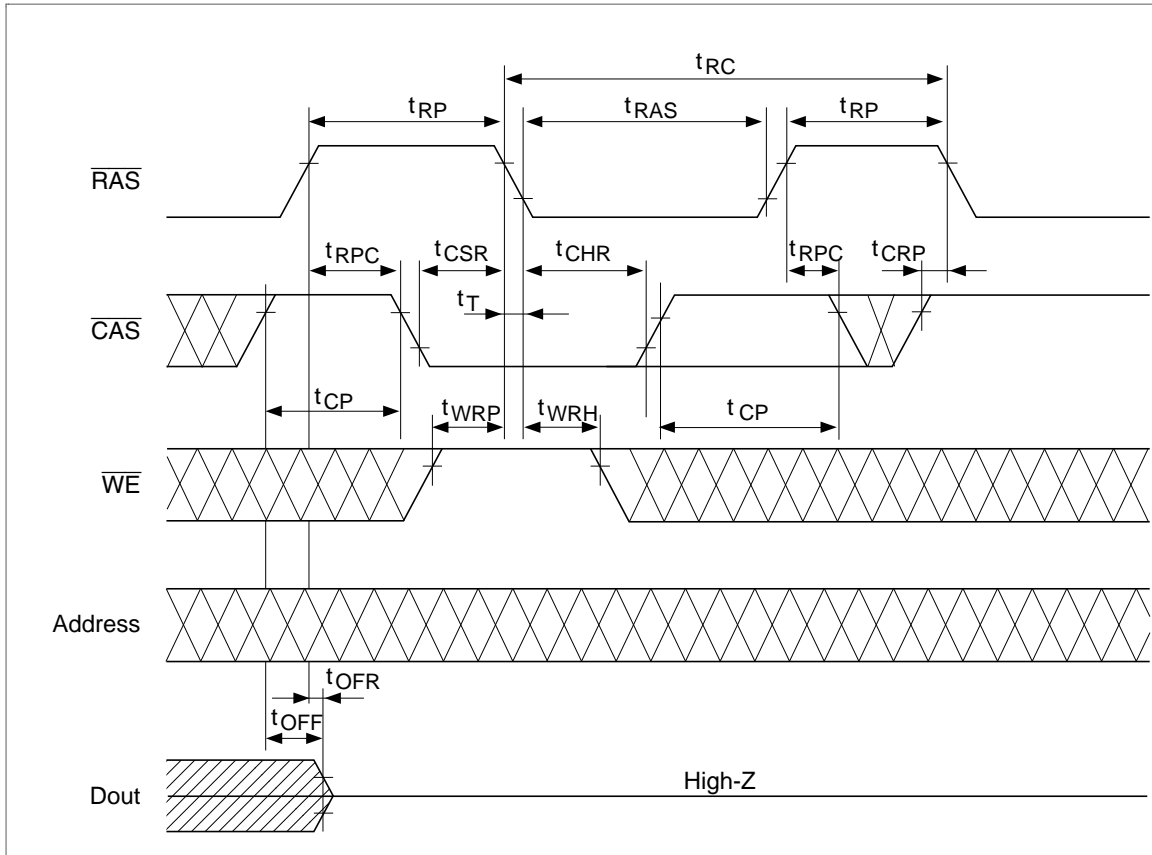 tRC
tRP tRAS tRP
RAS
tRPC tCSR tCHR tRPC tCRP
tT
CAS
tCP tWRP tWRH tCP
WE
Address
tOFR
tOFF
High-Z
Dout